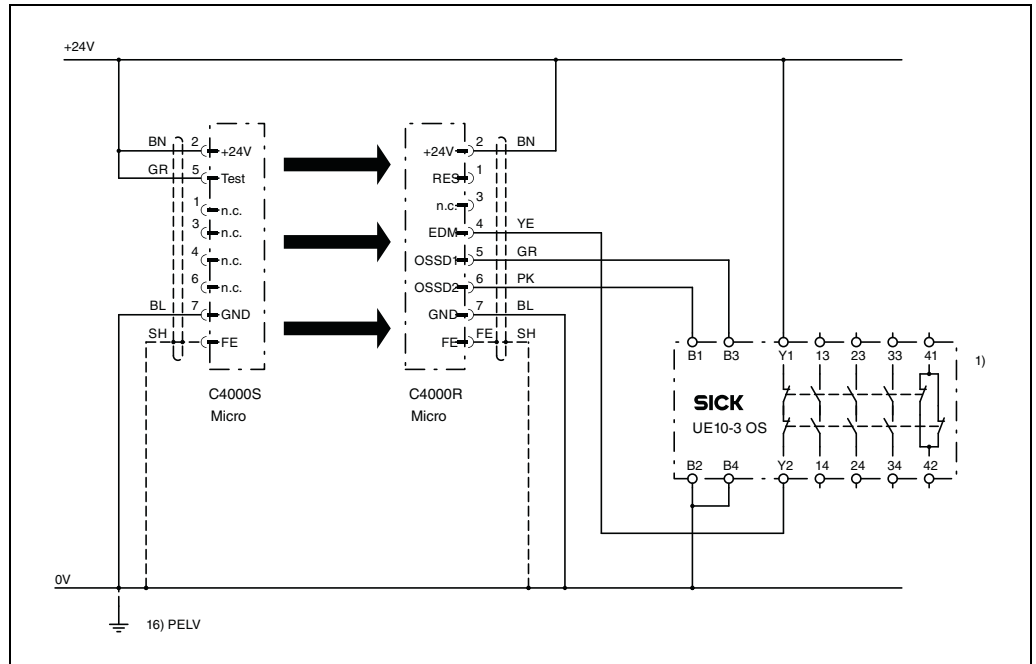 +24V
BN 2 +24V
GR 5 Test
1 n.c.
3 n.c.
4 n.c.
6 n.c.
BL 7 GND
SH FE
C4000S
Micro
+24V 2 BN
RES 1
n.c. 3
EDM 4 YE
OSSD1 5 GR
OSSD2 6 PK
GND 7 BL
FE FE SH
C4000R
Micro
B1 B3 Y1 13 23 33 41
1)
SICK
UE10-3 OS
B2 B4 Y2 14 24 34 42
0V
16) PELV